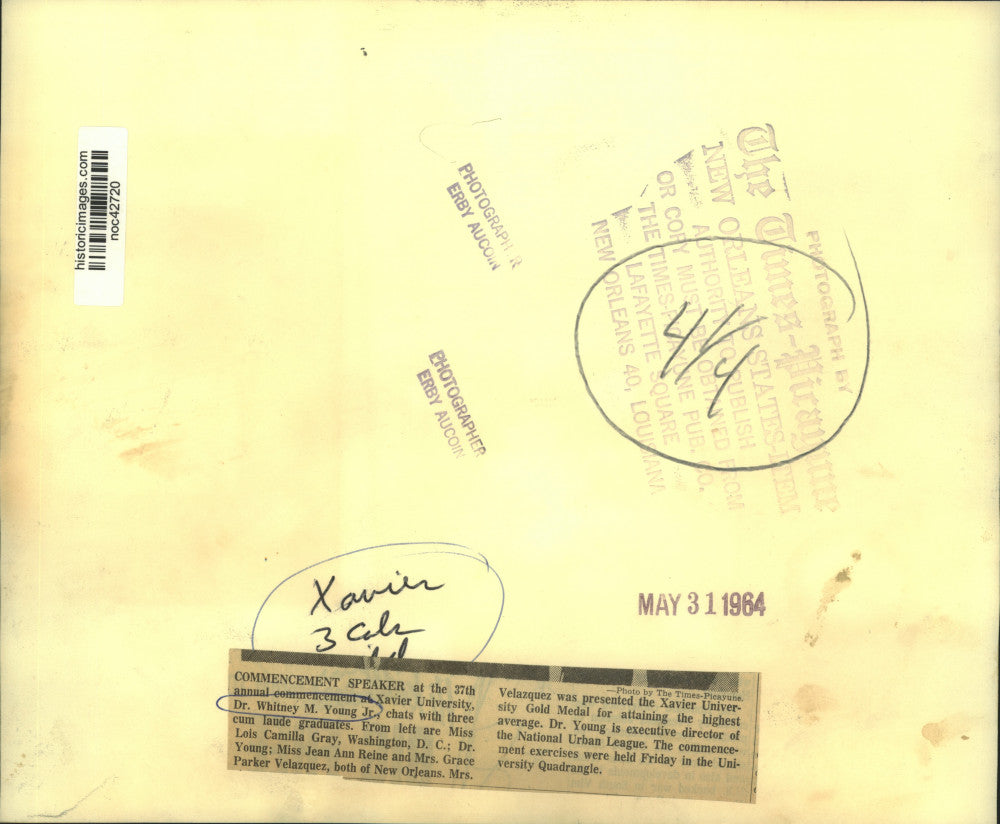 historicimages.com
noc42720
PHOTOGRAPH
ERBY AUCOIN
PHOTOGRAPHER
ERBY AUCOIN
PHOTOGRAPH BY
The Times-Picayune
NEW ORLEANS STATES-ITEM
AUTHORITY TO PUBLISH
OR COPY MUST BE OBTAINED FROM
THE TIMES-PICAYUNE PUB. CO.
LAFAYETTE SQUARE
NEW ORLEANS 40, LOUISIANA
4/4
Xavier
3 Cols
MAY 31 1964
COMMENCEMENT SPEAKER at the 37th
annual commencement at Xavier University,
Dr. Whitney M. Young Jr., chats with three
cum laude graduates. From left are Miss
Lois Camilla Gray, Washington, D. C.; Dr.
Young; Miss Jean Ann Reine and Mrs. Grace
Parker Velazquez, both of New Orleans. Mrs.
—Photo by The Times-Picayune.
Velazquez was presented the Xavier Univer-
sity Gold Medal for attaining the highest
average. Dr. Young is executive director of
the National Urban League. The commence-
ment exercises were held Friday in the Uni-
versity Quadrangle.